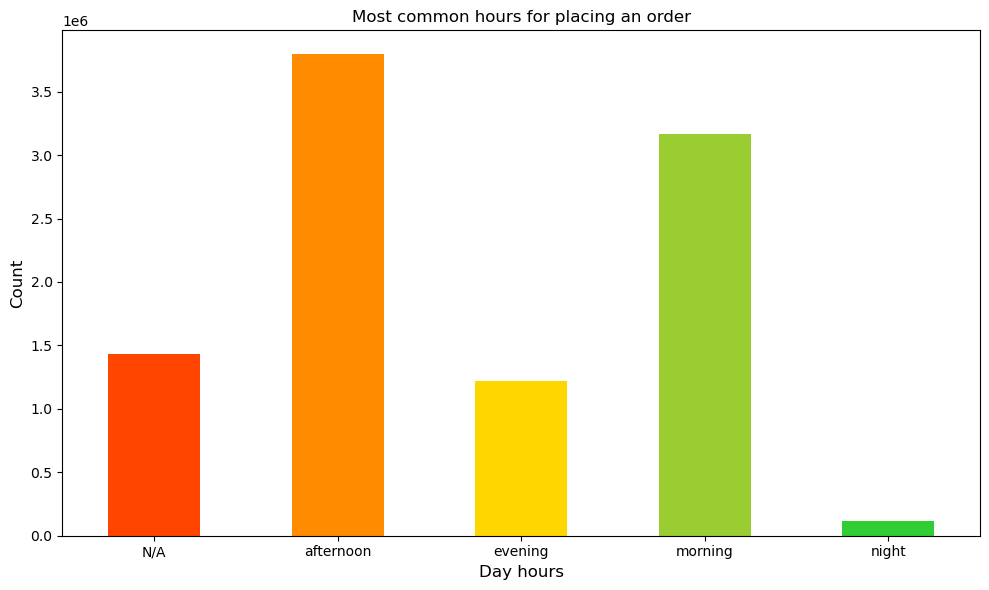 Most common hours for placing an order
1e6
3.5
3.0
2.5
2.0
1.5
1.0
0.5
0.0
Count
N/A afternoon evening morning night
Day hours